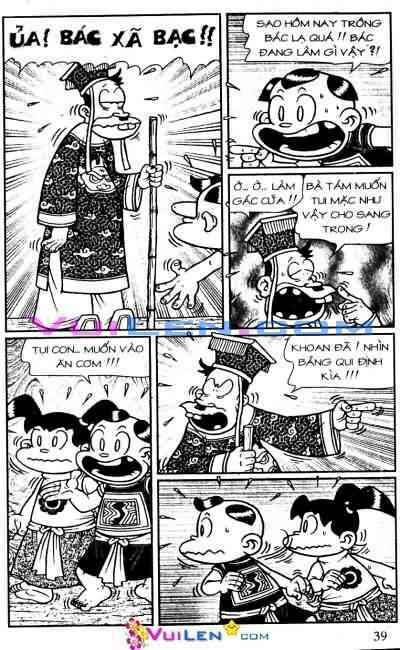 ỦA! BÁC XÃ BẠC!!
SAO HÔM NAY TRÔNG
BÁC LẠ QUÁ!! BÁC
ĐANG LÀM GÌ VẬY?!
Ờ.. Ờ.. LÀM
GÁC CỬA!!
BÀ TÁM MUỐN
TUI MẶC NHƯ
VẦY CHO SANG
TRỌNG!
VUILEN.COM
TỤI CON... MUỐN VÀO
ĂN CƠM!!!
KHOAN ĐÃ! NHÌN
BẢNG QUI ĐỊNH
KÌA!!!
39
VUILEN.COM